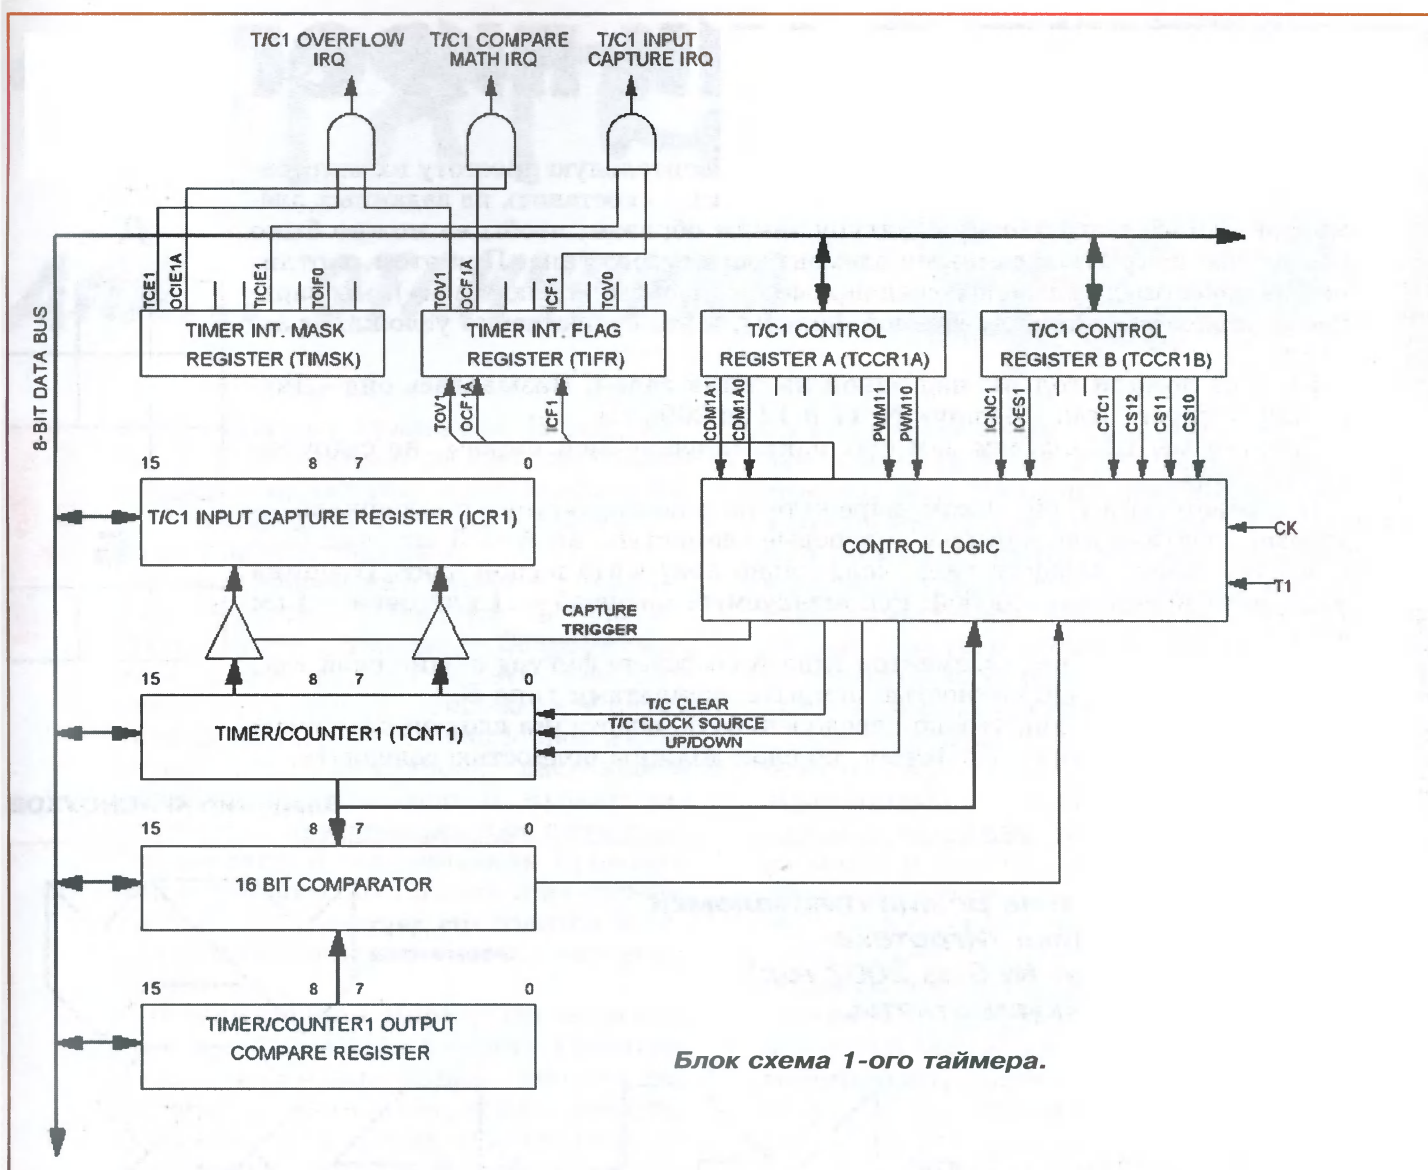 T/C1 OVERFLOW
IRQ
T/C1 COMPARE
MATH IRQ
T/C1 INPUT
CAPTURE IRQ
8-BIT DATA BUS
TICE1
OCIE1A
TICIE1
TOIF0
TOV1
OCF1A
ICF1
TOV0
TIMER INT. MASK
REGISTER (TIMSK)
TIMER INT. FLAG
REGISTER (TIFR)
T/C1 CONTROL
REGISTER A (TCCR1A)
T/C1 CONTROL
REGISTER B (TCCR1B)
TOV1
OCF1A
ICF1
CDM1A1
CDM1A0
PWM11
PWM10
ICNC1
ICES1
CTC1
CS12
CS11
CS10
15 8 7 0
T/C1 INPUT CAPTURE REGISTER (ICR1)
CONTROL LOGIC
CK
T1
CAPTURE
TRIGGER
15 8 7 0
TIMER/COUNTER1 (TCNT1)
T/C CLEAR
T/C CLOCK SOURCE
UP/DOWN
15 8 7 0
16 BIT COMPARATOR
15 8 7 0
TIMER/COUNTER1 OUTPUT
COMPARE REGISTER
Блок схема 1-ого таймера.